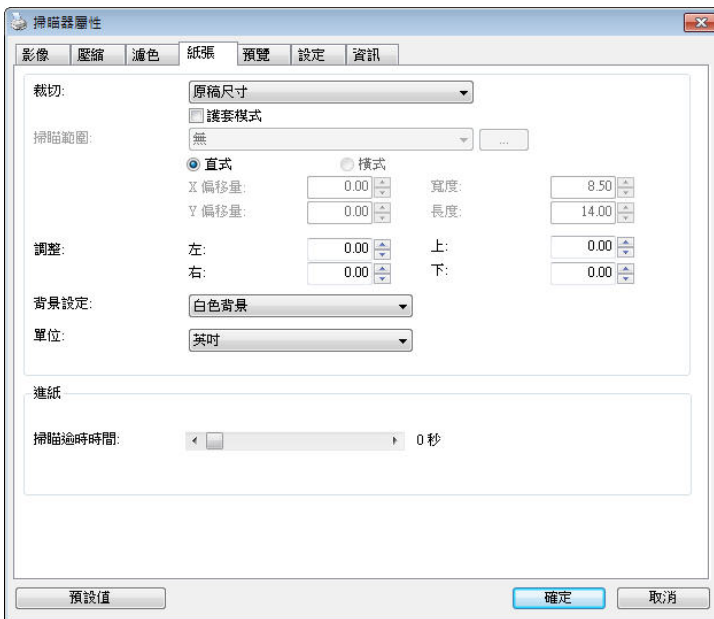 掃瞄器屬性
影像 壓縮 濾色 紙張 預覽 設定 資訊
裁切: 原稿尺寸
護套模式
掃瞄範圍: 無 ...
直式 橫式
X 偏移量: 0.00 寬度: 8.50
Y 偏移量: 0.00 長度: 14.00
調整: 左: 0.00 上: 0.00
右: 0.00 下: 0.00
背景設定: 白色背景
單位: 英吋
進紙
掃瞄逾時時間: 0 秒
預設值 確定 取消